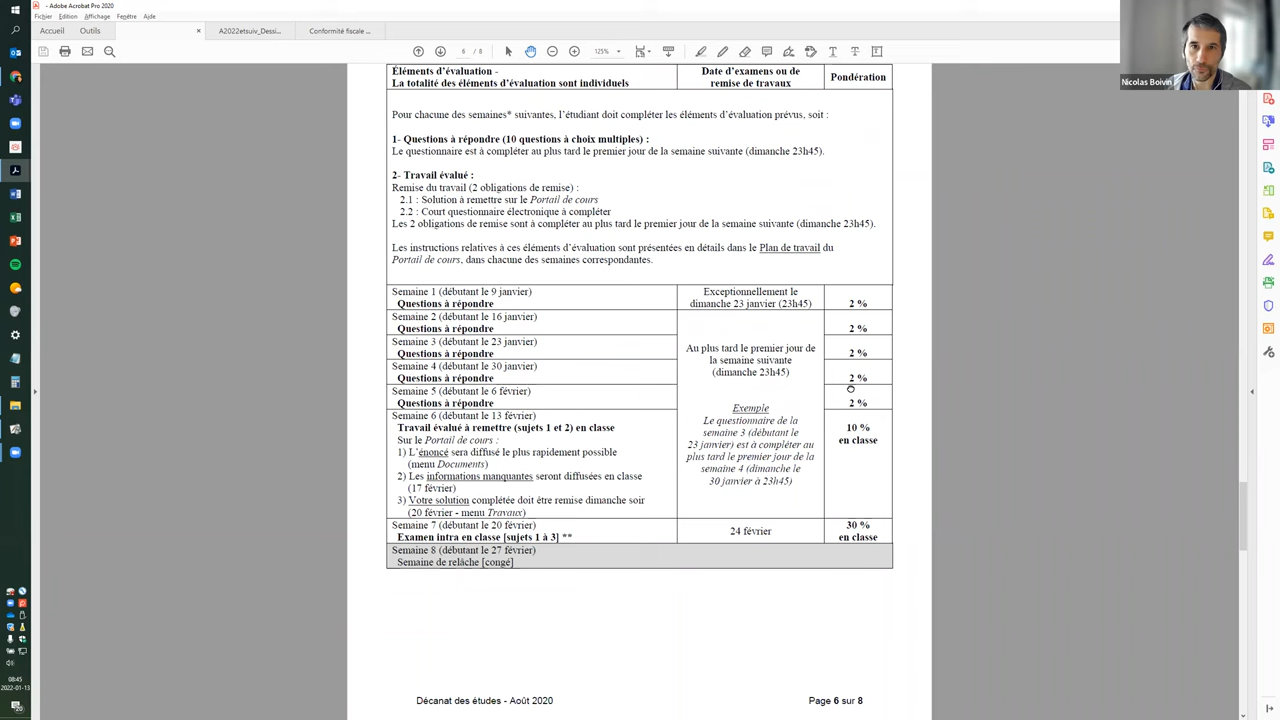 - Adobe Acrobat Pro 2020
Fichier Edition Affichage Fenêtre Aide
Accueil Outils × A2022etsuiv_Dessi... Conformité fiscale ...
6 / 8 125%
Nicolas Boivin
Éléments d'évaluation -
La totalité des éléments d'évaluation sont individuels
Date d'examens ou de
remise de travaux
Pondération
Pour chacune des semaines* suivantes, l'étudiant doit compléter les éléments d'évaluation prévus, soit :
1- Questions à répondre (10 questions à choix multiples) :
Le questionnaire est à compléter au plus tard le premier jour de la semaine suivante (dimanche 23h45).
2- Travail évalué :
Remise du travail (2 obligations de remise) :
2.1 : Solution à remettre sur le Portail de cours
2.2 : Court questionnaire électronique à compléter
Les 2 obligations de remise sont à compléter au plus tard le premier jour de la semaine suivante (dimanche 23h45).
Les instructions relatives à ces éléments d'évaluation sont présentées en détails dans le Plan de travail du
Portail de cours, dans chacune des semaines correspondantes.
Semaine 1 (débutant le 9 janvier)
Questions à répondre
Exceptionnellement le
dimanche 23 janvier (23h45)
2 %
Semaine 2 (débutant le 16 janvier)
Questions à répondre
2 %
Semaine 3 (débutant le 23 janvier)
Questions à répondre
2 %
Semaine 4 (débutant le 30 janvier)
Questions à répondre
2 %
Semaine 5 (débutant le 6 février)
Questions à répondre
2 %
Au plus tard le premier jour de
la semaine suivante
(dimanche 23h45)
Exemple
Le questionnaire de la
semaine 3 (débutant le
23 janvier) est à compléter au
plus tard le premier jour de la
semaine 4 (dimanche le
30 janvier à 23h45)
Semaine 6 (débutant le 13 février)
Travail évalué à remettre (sujets 1 et 2) en classe
Sur le Portail de cours :
1) L'énoncé sera diffusé le plus rapidement possible
(menu Documents)
2) Les informations manquantes seront diffusées en classe
(17 février)
3) Votre solution complétée doit être remise dimanche soir
(20 février - menu Travaux)
10 %
en classe
Semaine 7 (débutant le 20 février)
Examen intra en classe [sujets 1 à 3] **
24 février
30 %
en classe
Semaine 8 (débutant le 27 février)
Semaine de relâche [congé]
Décanat des études - Août 2020
Page 6 sur 8
08:45
2022-01-13
20